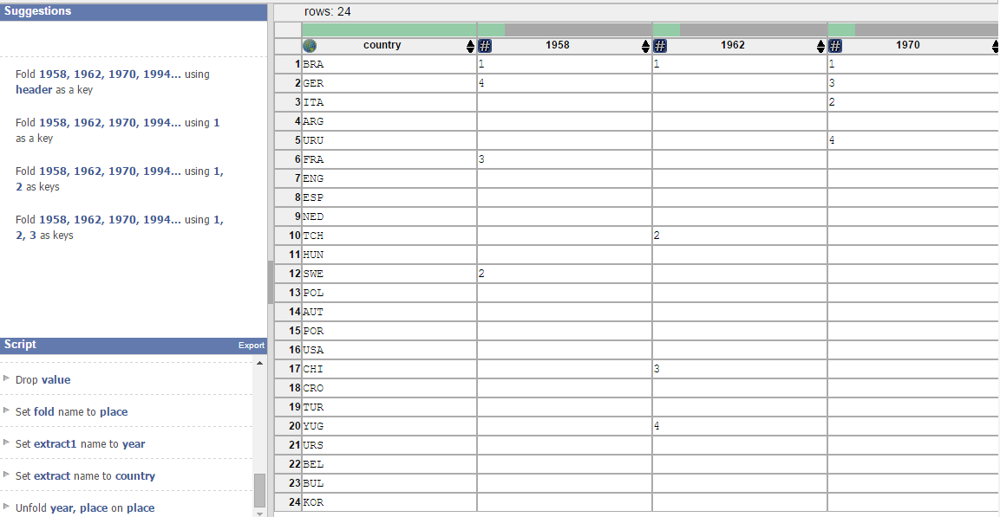 Suggestions
Fold 1958, 1962, 1970, 1994... using
header as a key
Fold 1958, 1962, 1970, 1994... using 1
as a key
Fold 1958, 1962, 1970, 1994... using 1,
2 as keys
Fold 1958, 1962, 1970, 1994... using 1,
2, 3 as keys
Script Export
Drop value
Set fold name to place
Set extract1 name to year
Set extract name to country
Unfold year, place on place
rows: 24
country # 1958 # 1962 # 1970
1 BRA 1 1 1
2 GER 4 3
3 ITA 2
4 ARG
5 URU 4
6 FRA 3
7 ENG
8 ESP
9 NED
10 TCH 2
11 HUN
12 SWE 2
13 POL
14 AUT
15 POR
16 USA
17 CHI 3
18 CRO
19 TUR
20 YUG 4
21 URS
22 BEL
23 BUL
24 KOR